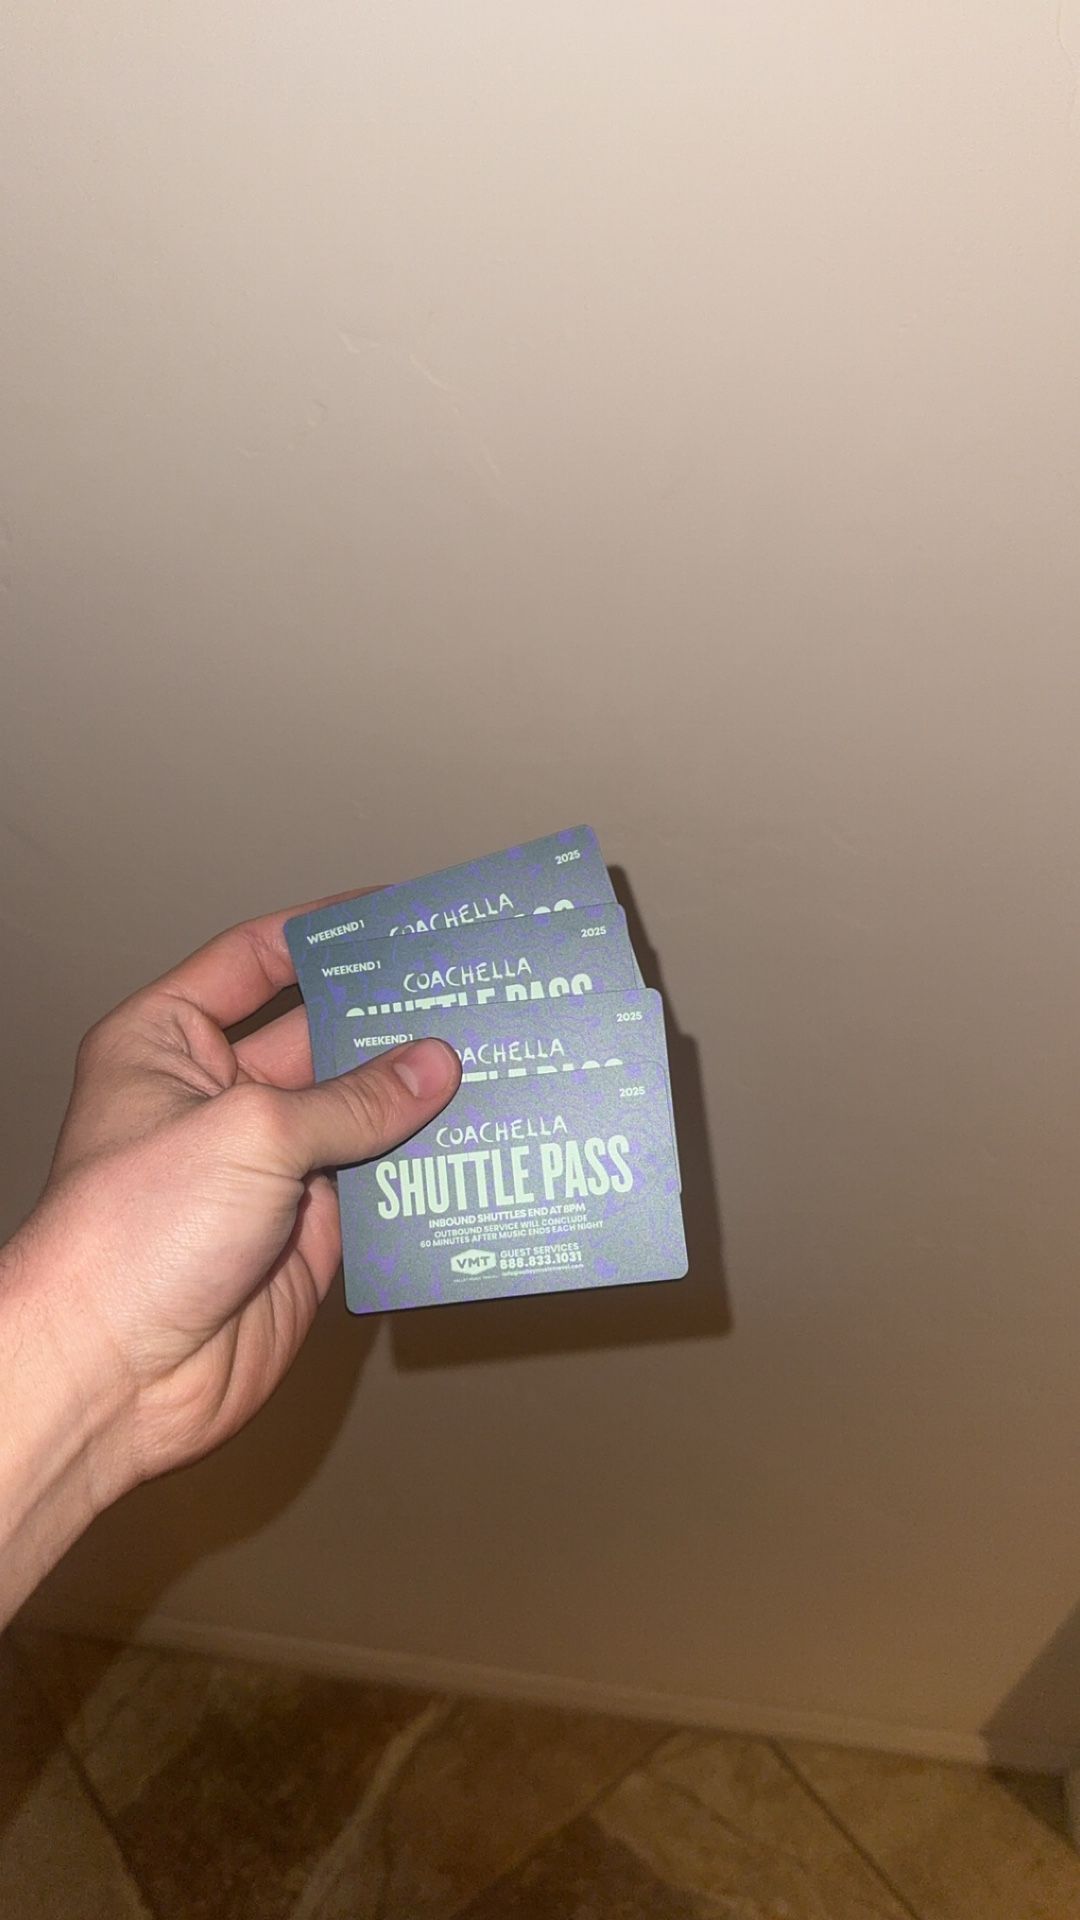 2025
WEEKEND 1
COACHELLA
2025
WEEKEND 1
COACHELLA
SHUTTLE PASS
2025
WEEKEND 1
COACHELLA
2025
COACHELLA
SHUTTLE PASS
INBOUND SHUTTLES END AT 8PM
OUTBOUND SERVICE WILL CONCLUDE
60 MINUTES AFTER MUSIC ENDS EACH NIGHT
VMT
GUEST SERVICES
888.833.1031